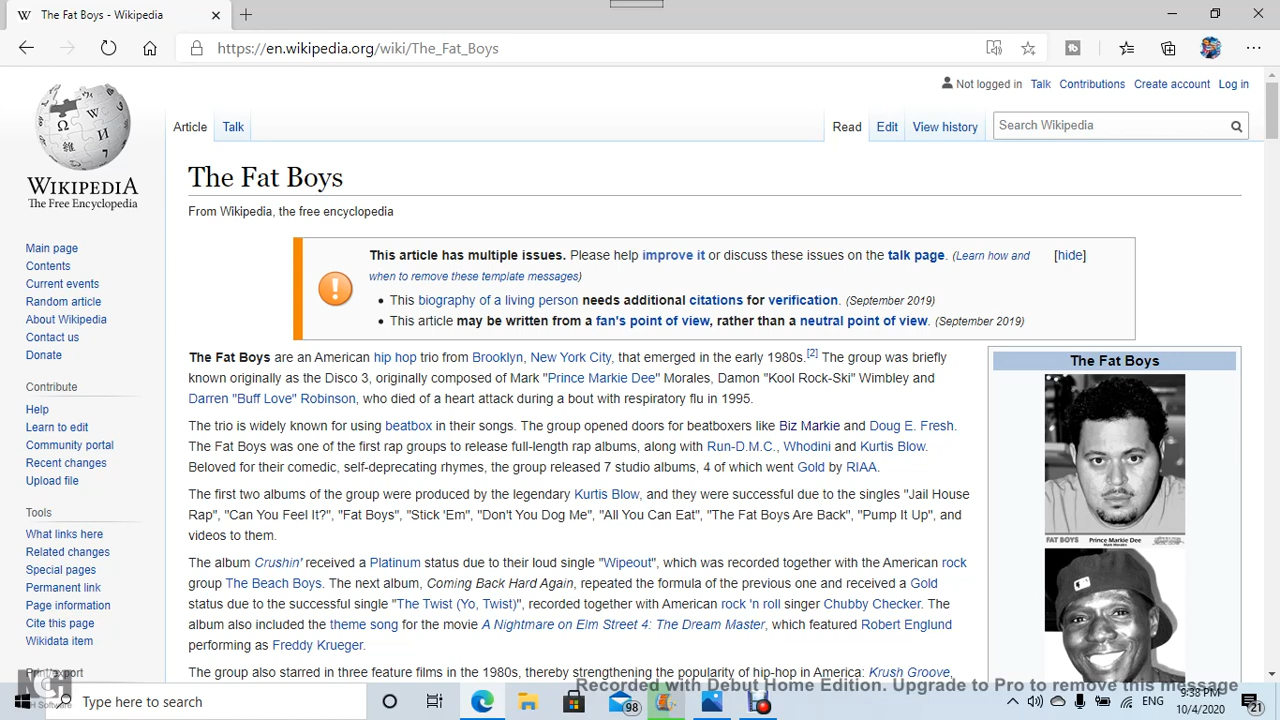 The Fat Boys - Wikipedia
https://en.wikipedia.org/wiki/The_Fat_Boys
Not logged in Talk Contributions Create account Log in
Article Talk Read Edit View history Search Wikipedia
WIKIPEDIA
The Free Encyclopedia
Main page
Contents
Current events
Random article
About Wikipedia
Contact us
Donate
Contribute
Help
Learn to edit
Community portal
Recent changes
Upload file
Tools
What links here
Related changes
Special pages
Permanent link
Page information
Cite this page
Wikidata item
Print/export
The Fat Boys
From Wikipedia, the free encyclopedia
This article has multiple issues. Please help improve it or discuss these issues on the talk page. (Learn how and [hide]
when to remove these template messages)
• This biography of a living person needs additional citations for verification. (September 2019)
• This article may be written from a fan's point of view, rather than a neutral point of view. (September 2019)
The Fat Boys are an American hip hop trio from Brooklyn, New York City, that emerged in the early 1980s.[2] The group was briefly
known originally as the Disco 3, originally composed of Mark "Prince Markie Dee" Morales, Damon "Kool Rock-Ski" Wimbley and
Darren "Buff Love" Robinson, who died of a heart attack during a bout with respiratory flu in 1995.
The trio is widely known for using beatbox in their songs. The group opened doors for beatboxers like Biz Markie and Doug E. Fresh.
The Fat Boys was one of the first rap groups to release full-length rap albums, along with Run-D.M.C., Whodini and Kurtis Blow.
Beloved for their comedic, self-deprecating rhymes, the group released 7 studio albums, 4 of which went Gold by RIAA.
The first two albums of the group were produced by the legendary Kurtis Blow, and they were successful due to the singles "Jail House
Rap", "Can You Feel It?", "Fat Boys", "Stick 'Em", "Don't You Dog Me", "All You Can Eat", "The Fat Boys Are Back", "Pump It Up", and
videos to them.
The album Crushin' received a Platinum status due to their loud single "Wipeout", which was recorded together with the American rock
group The Beach Boys. The next album, Coming Back Hard Again, repeated the formula of the previous one and received a Gold
status due to the successful single "The Twist (Yo, Twist)", recorded together with American rock 'n roll singer Chubby Checker. The
album also included the theme song for the movie A Nightmare on Elm Street 4: The Dream Master, which featured Robert Englund
performing as Freddy Krueger.
The group also starred in three feature films in the 1980s, thereby strengthening the popularity of hip-hop in America: Krush Groove,
The Fat Boys
FAT BOYS Prince Markie Dee
Mark Morales
Recorded with Debut Home Edition. Upgrade to Pro to remove this message
Type here to search
98
ENG
9:38 PM
10/4/2020
21